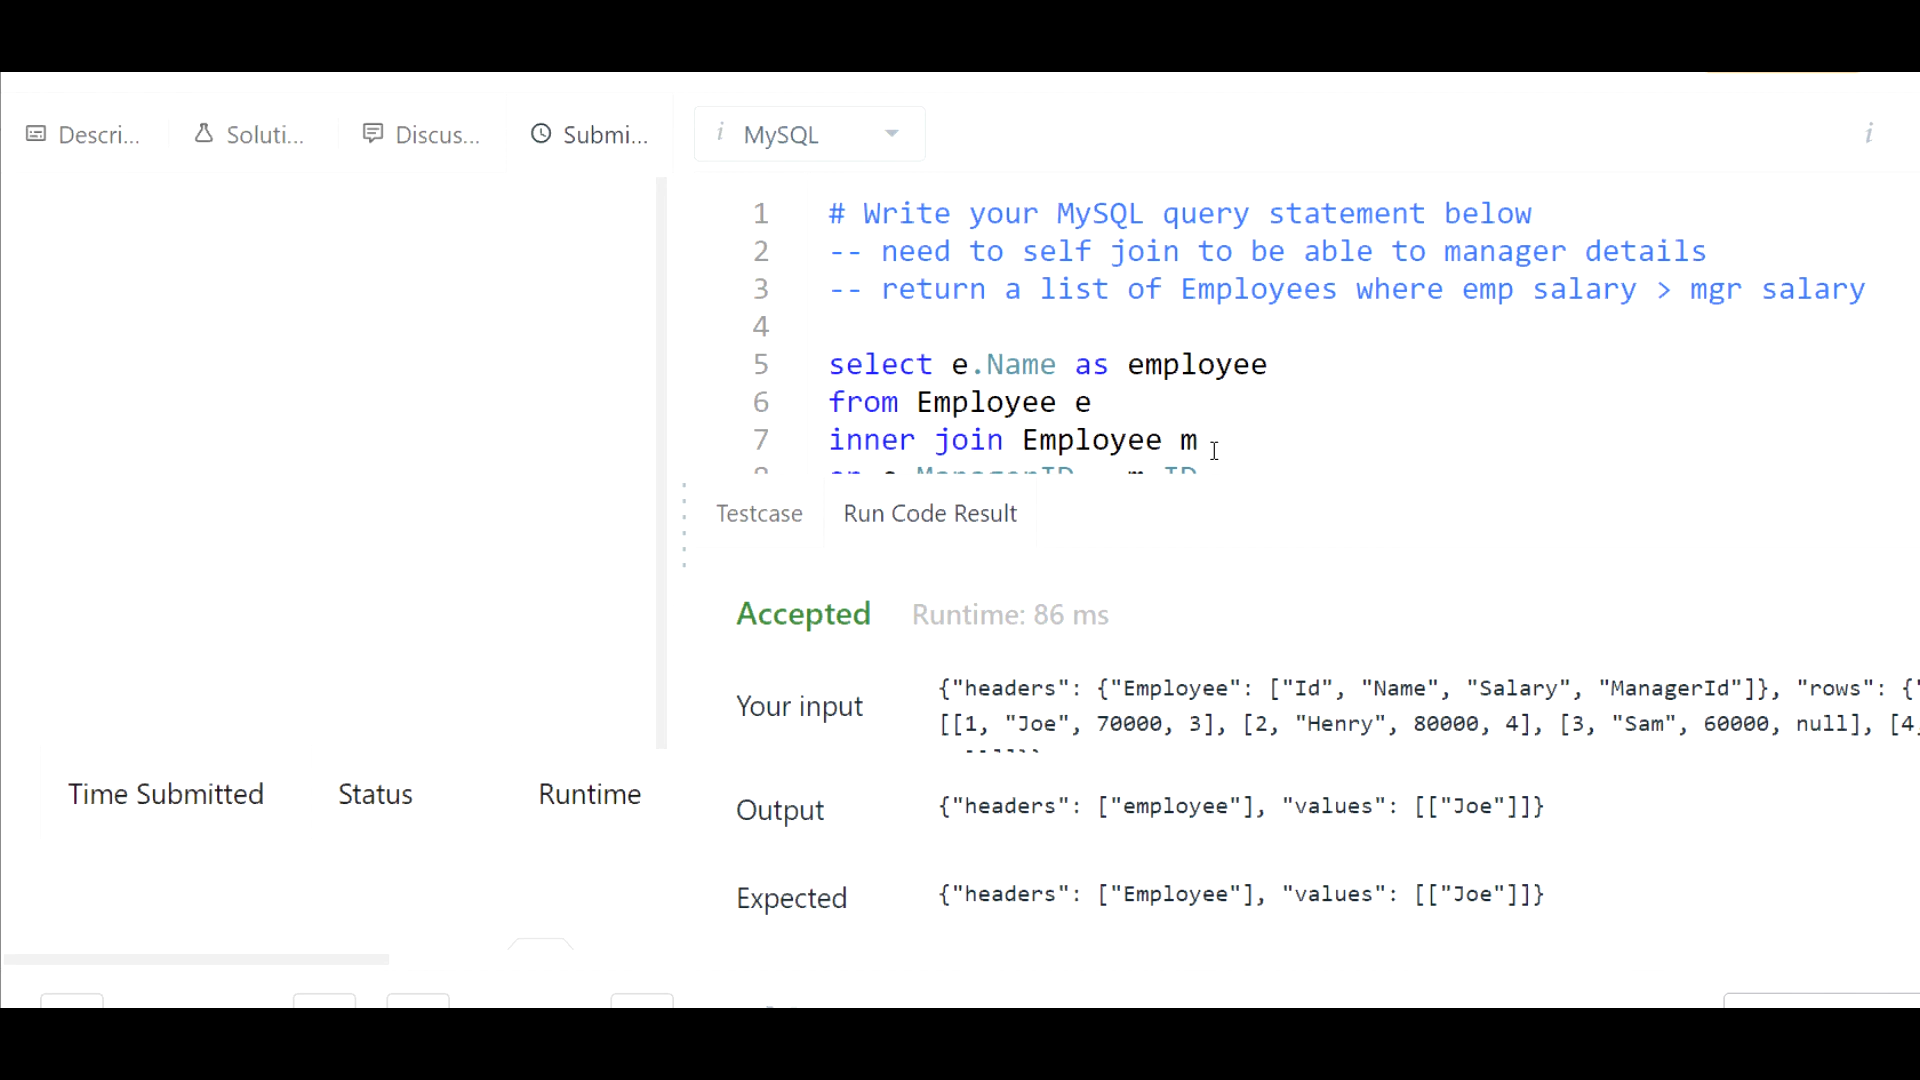 Descri...
Soluti...
Discus...
Submi...
i MySQL
i
1 # Write your MySQL query statement below
2 -- need to self join to be able to manager details
3 -- return a list of Employees where emp salary > mgr salary
4
5 select e.Name as employee
6 from Employee e
7 inner join Employee m
Testcase
Run Code Result
Accepted Runtime: 86 ms
Your input
{"headers": {"Employee": ["Id", "Name", "Salary", "ManagerId"]}, "rows": {"
[[1, "Joe", 70000, 3], [2, "Henry", 80000, 4], [3, "Sam", 60000, null], [4,
Time Submitted Status Runtime
Output {"headers": ["employee"], "values": [["Joe"]]}
Expected {"headers": ["Employee"], "values": [["Joe"]]}